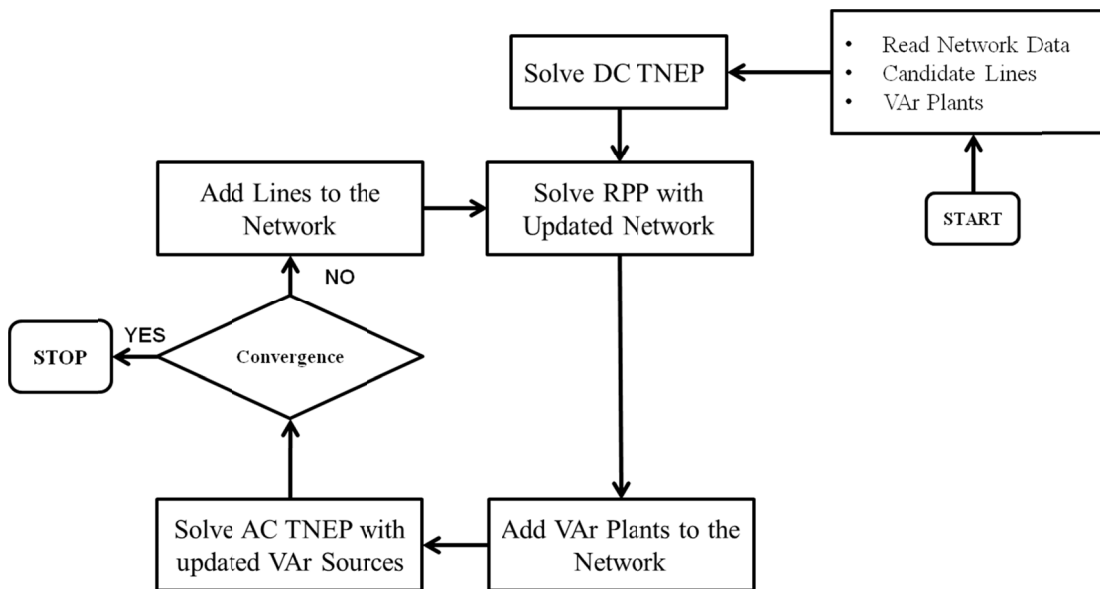 Solve DC TNEP
• Read Network Data
• Candidate Lines
• VAr Plants
START
Add Lines to the
Network
Solve RPP with
Updated Network
NO
YES
STOP
Convergence
Solve AC TNEP with
updated VAr Sources
Add VAr Plants to the
Network